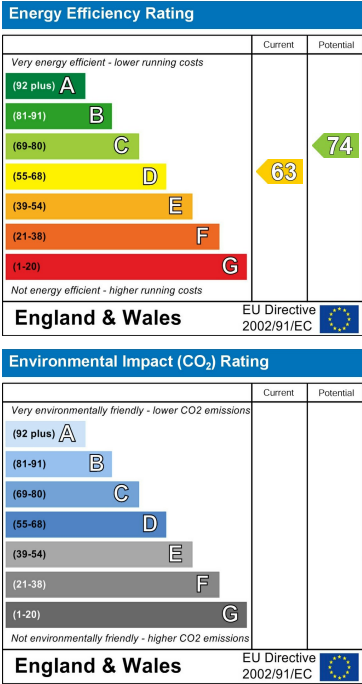 Energy Efficiency Rating
Current Potential
Very energy efficient - lower running costs
(92 plus) A
(81-91) B
(69-80) C 74
(55-68) D 63
(39-54) E
(21-38) F
(1-20) G
Not energy efficient - higher running costs
England & Wales EU Directive
2002/91/EC
Environmental Impact (CO₂) Rating
Current Potential
Very environmentally friendly - lower CO2 emissions
(92 plus) A
(81-91) B
(69-80) C
(55-68) D
(39-54) E
(21-38) F
(1-20) G
Not environmentally friendly - higher CO2 emissions
England & Wales EU Directive
2002/91/EC